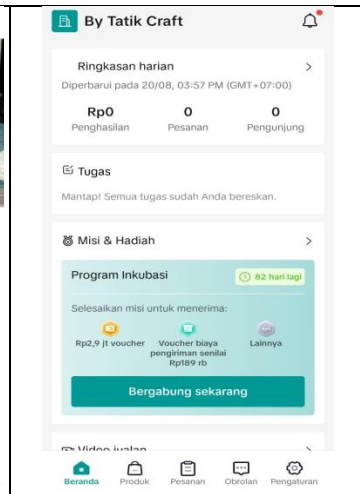 By Tatik Craft
Ringkasan harian
Diperbarui pada 20/08, 03:57 PM (GMT+07:00)
Rp0 0 0
Penghasilan Pesanan Pengunjung
Tugas
Mantap! Semua tugas sudah Anda bereskan.
Misi & Hadiah
Program Inkubasi 82 hari lagi
Selesaikan misi untuk menerima:
Rp2,9 jt voucher Voucher biaya Lainnya
pengiriman senilai
Rp189 rb
Bergabung sekarang
Video jualan
Beranda Produk Pesanan Obrolan Pengaturan